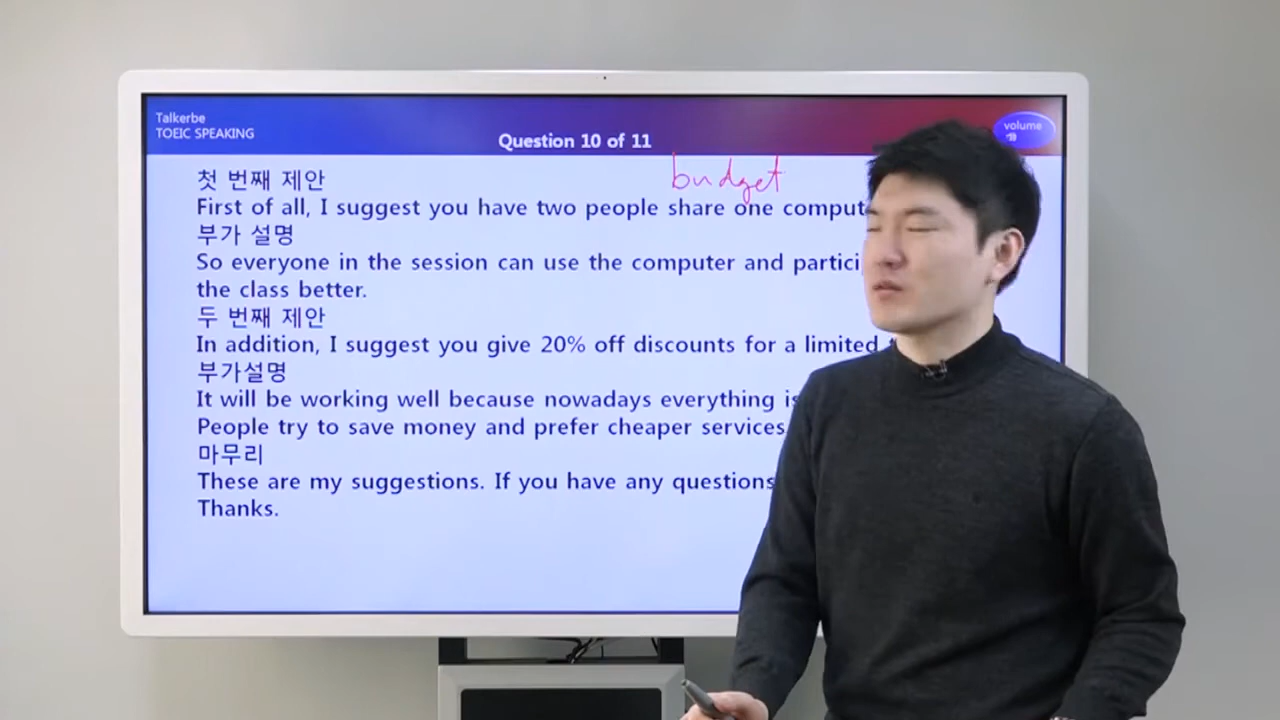 Talkerbe
TOEIC SPEAKING
Question 10 of 11
volume
budget
첫 번째 제안
First of all, I suggest you have two people share one
부가 설명
So everyone in the session can use the computer and
the class better.
두 번째 제안
In addition, I suggest you give 20% off discounts for a limited
부가설명
It will be working well because nowadays everything
People try to save money and prefer cheaper services
마무리
These are my suggestions. If you have any questions
Thanks.